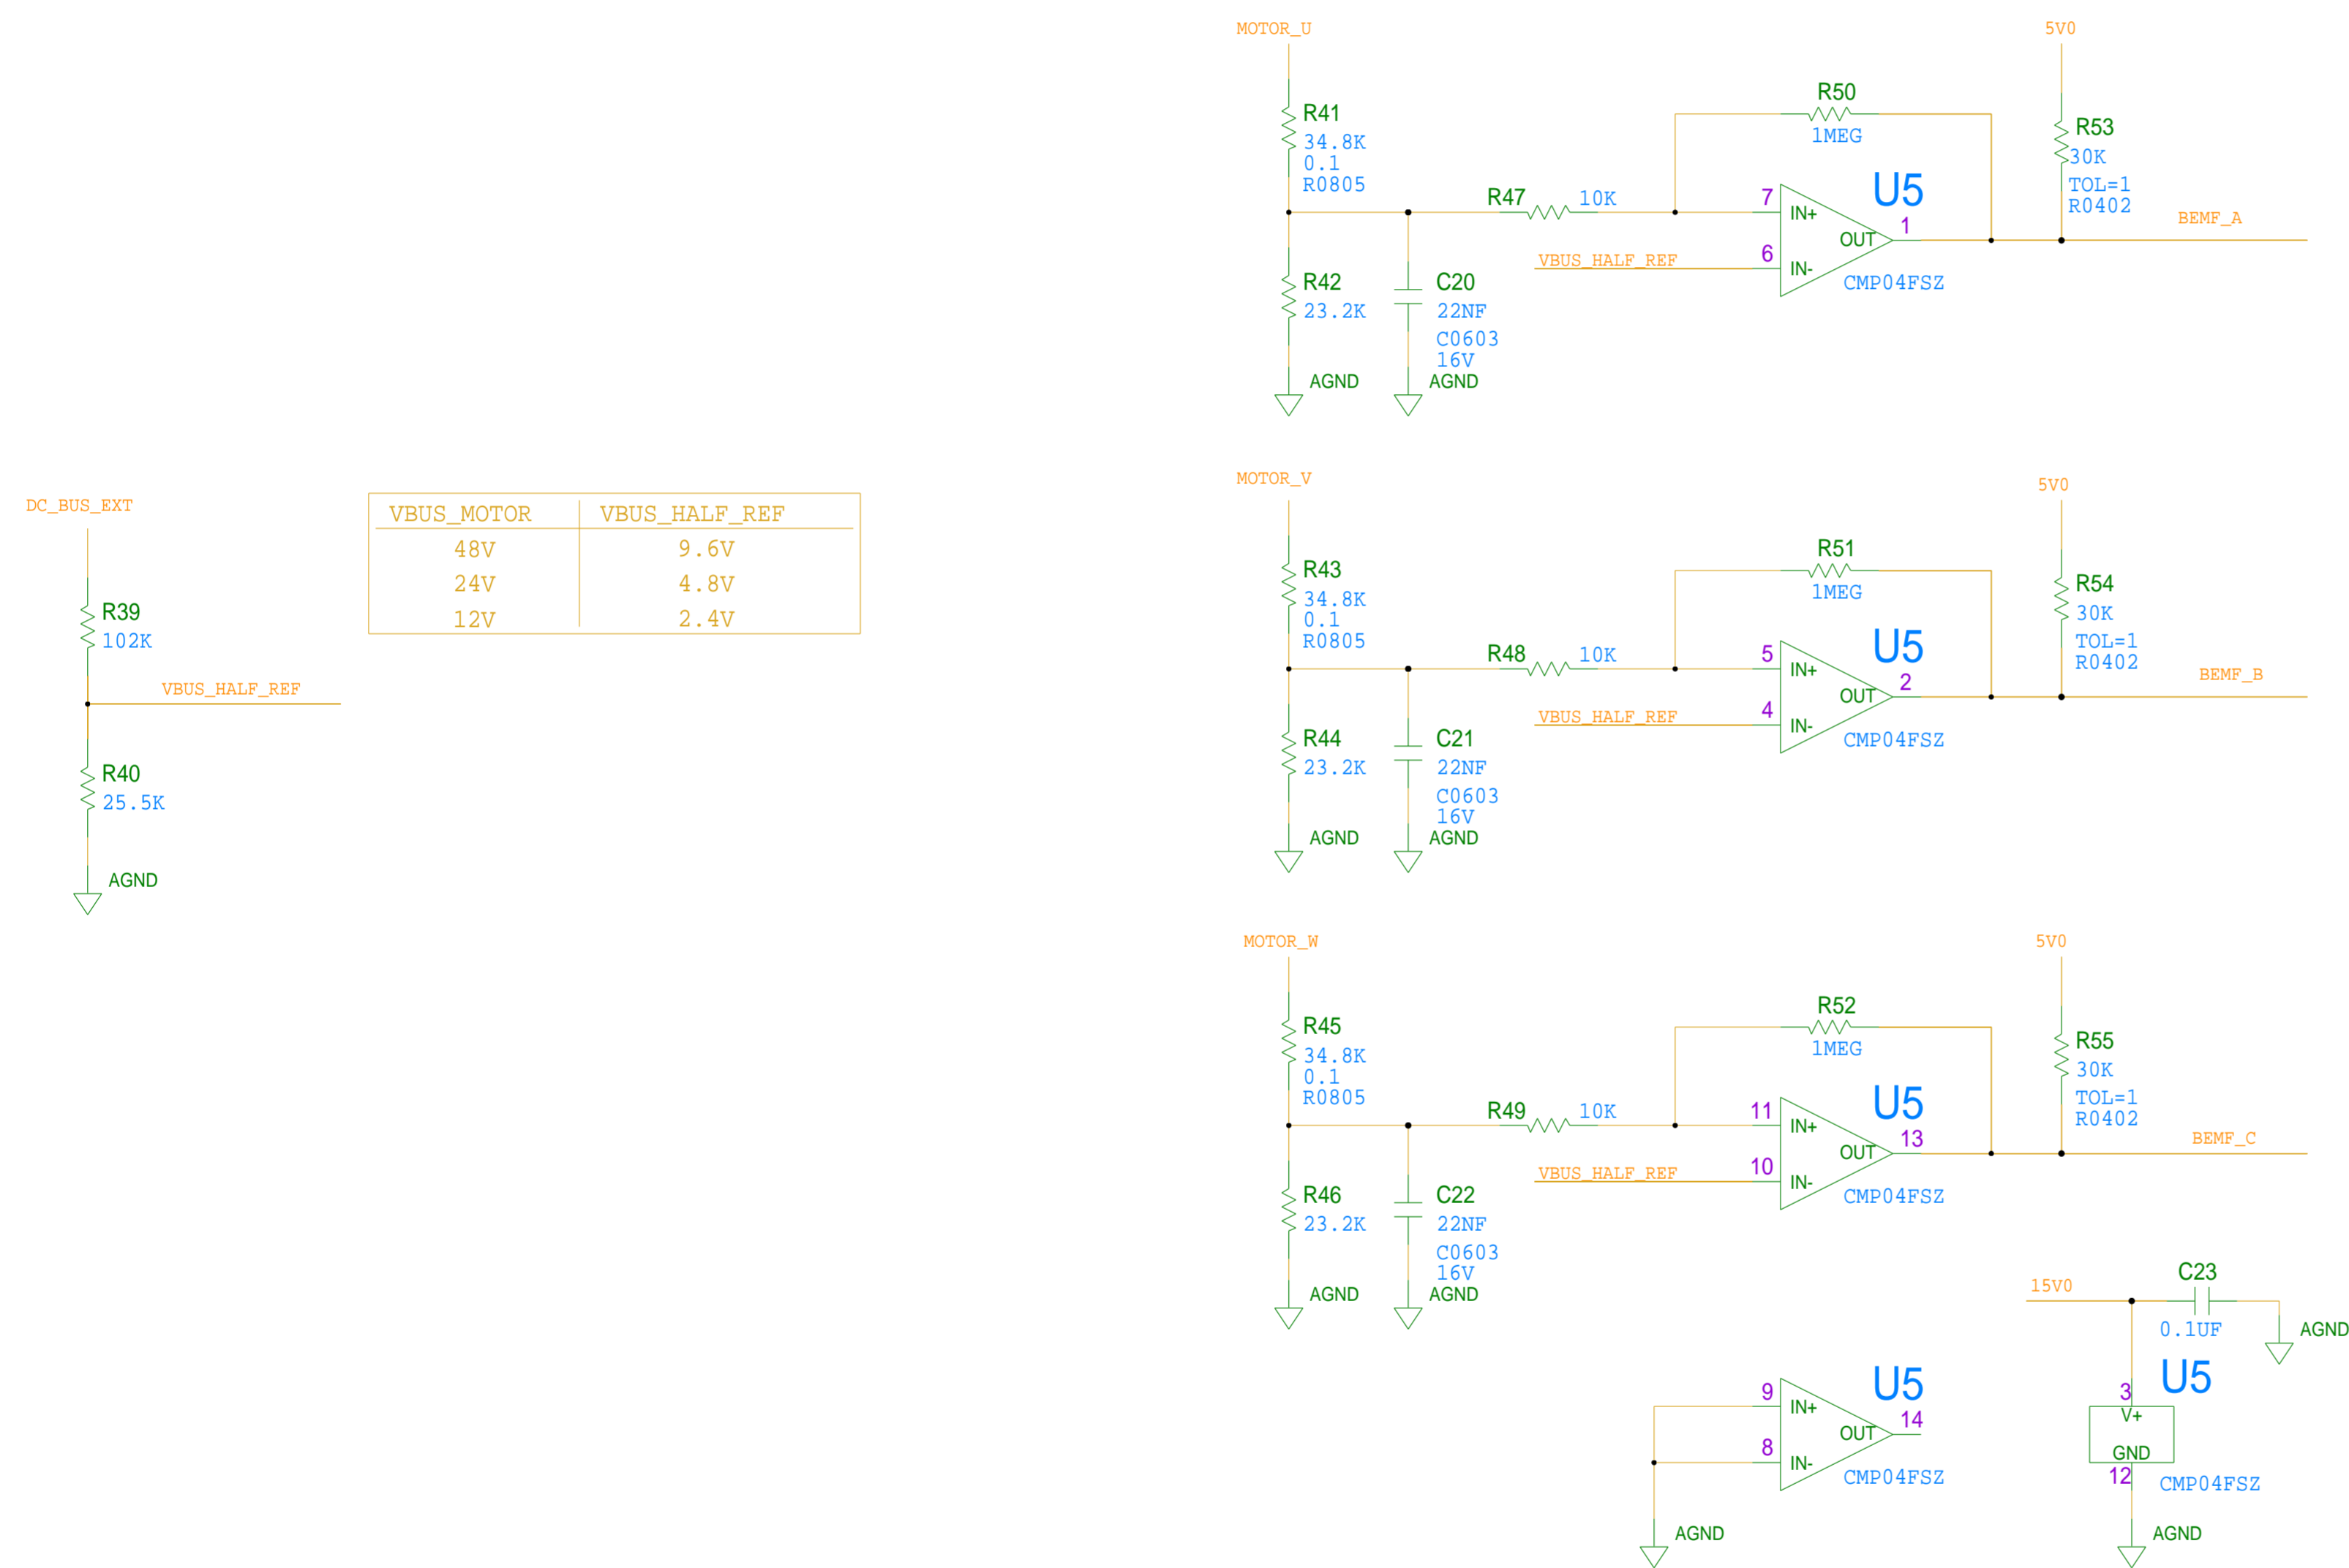 DC_BUS_EXT
R39
102K
VBUS_HALF_REF
R40
25.5K
AGND
VBUS_MOTOR VBUS_HALF_REF
48V 9.6V
24V 4.8V
12V 2.4V
MOTOR_U
R41
34.8K
0.1
R0805
R42
23.2K
AGND
C20
22NF
C0603
16V
AGND
R47 10K
VBUS_HALF_REF
R50
1MEG
7 IN+
6 IN-
OUT 1
U5
CMP04FSZ
5V0
R53
30K
TOL=1
R0402
BEMF_A
MOTOR_V
R43
34.8K
0.1
R0805
R44
23.2K
AGND
C21
22NF
C0603
16V
AGND
R48 10K
VBUS_HALF_REF
R51
1MEG
5 IN+
4 IN-
OUT 2
U5
CMP04FSZ
5V0
R54
30K
TOL=1
R0402
BEMF_B
MOTOR_W
R45
34.8K
0.1
R0805
R46
23.2K
AGND
C22
22NF
C0603
16V
AGND
R49 10K
VBUS_HALF_REF
R52
1MEG
11 IN+
10 IN-
OUT 13
U5
CMP04FSZ
5V0
R55
30K
TOL=1
R0402
BEMF_C
9 IN+
8 IN-
OUT 14
U5
CMP04FSZ
AGND
15V0
C23
0.1UF
AGND
U5
3
V+
GND
12
CMP04FSZ
AGND